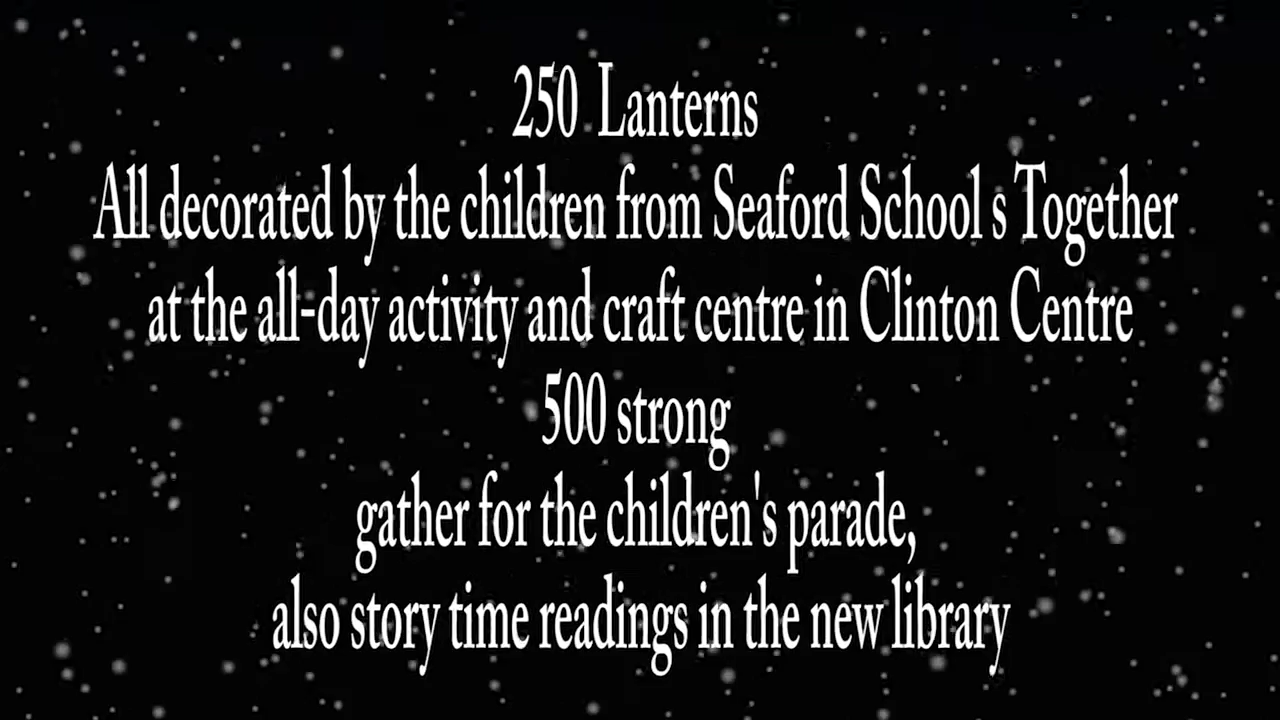 250 Lanterns
All decorated by the children from Seaford School s Together
at the all-day activity and craft centre in Clinton Centre
500 strong
gather for the children's parade,
also story time readings in the new library